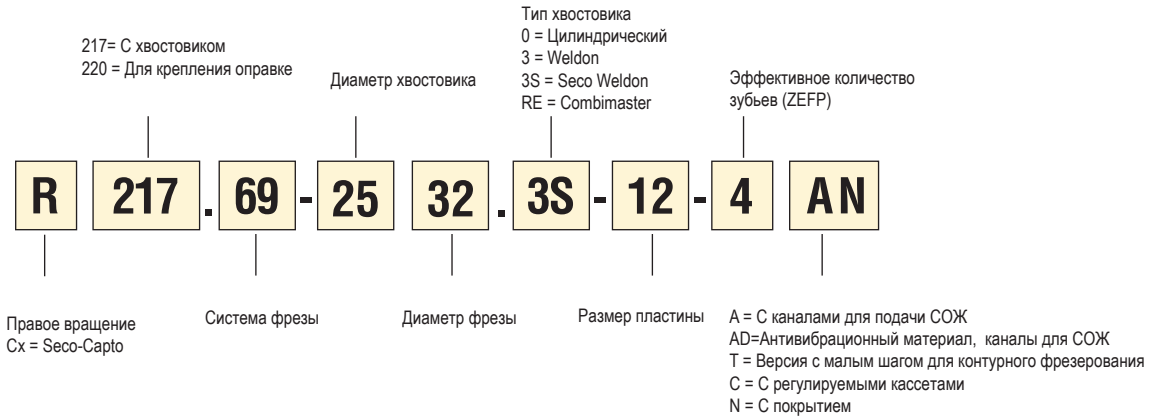 217= С хвостовиком
220 = Для крепления оправке
Диаметр хвостовика
Тип хвостовика
0 = Цилиндрический
3 = Weldon
3S = Seco Weldon
RE = Combimaster
Эффективное количество
зубьев (ZEFP)
R 217 . 69 - 25 32 . 3S - 12 - 4 AN
Правое вращение
Cx = Seco-Capto
Система фрезы
Диаметр фрезы
Размер пластины
A = С каналами для подачи СОЖ
AD=Антивибрационный материал, каналы для СОЖ
T = Версия с малым шагом для контурного фрезерования
C = С регулируемыми кассетами
N = С покрытием